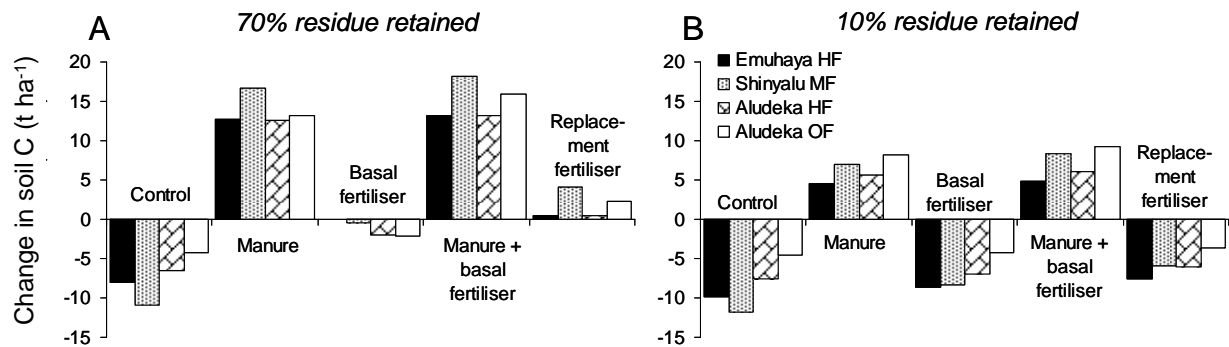 A
70% residue retained
Change in soil C (t ha-1)
20
15
10
5
0
-5
-10
-15
Control
Manure
Basal
fertiliser
Manure +
basal
fertiliser
Replace-
ment
fertiliser
B
10% residue retained
20
15
10
5
0
-5
-10
-15
Emuhaya HF
Shinyalu MF
Aludeka HF
Aludeka OF
Control
Manure
Basal
fertiliser
Manure +
basal
fertiliser
Replace-
ment
fertiliser